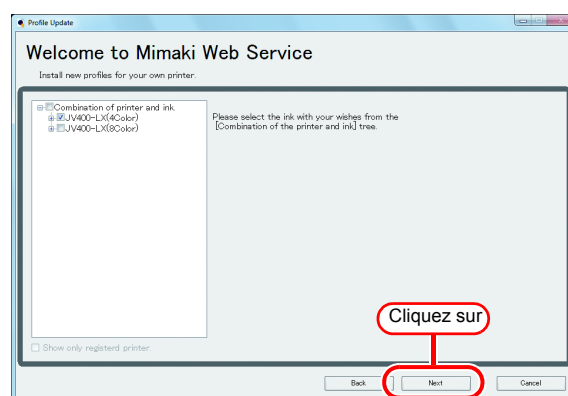 Profile Update
Welcome to Mimaki Web Service
Install new profiles for your own printer.
Combination of printer and ink.
JV400-LX(4Color)
JV400-LX(8Color)
Please select the ink with your wishes from the
[Combination of the printer and ink] tree.
Cliquez sur
Show only registerd printer.
Back
Next
Cancel